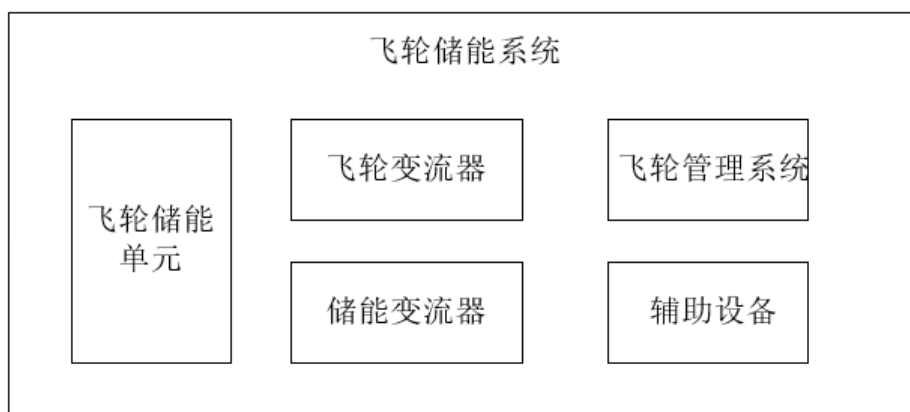 飞轮储能系统
飞轮储能
单元
飞轮变流器
飞轮管理系统
储能变流器
辅助设备